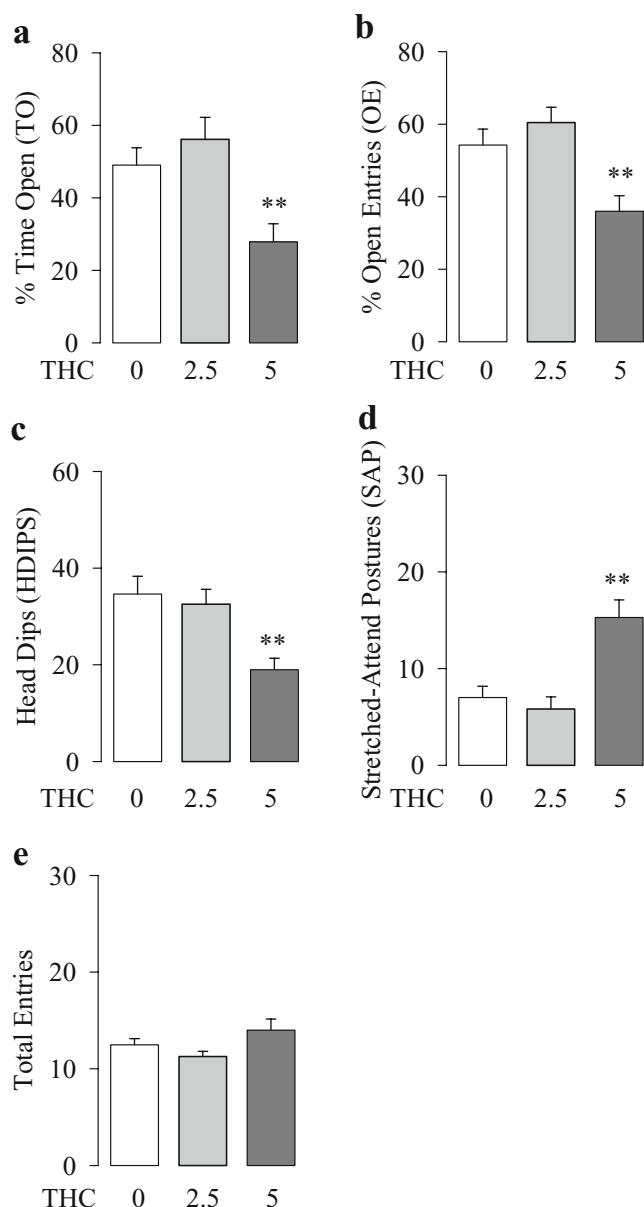 a
80
60
40
20
0
% Time Open (TO)
**
THC 0 2.5 5
b
80
60
40
20
0
% Open Entries (OE)
**
THC 0 2.5 5
c
60
40
20
0
Head Dips (HDIPS)
**
THC 0 2.5 5
d
30
20
10
0
Stretched-Attend Postures (SAP)
**
THC 0 2.5 5
e
30
20
10
0
Total Entries
THC 0 2.5 5